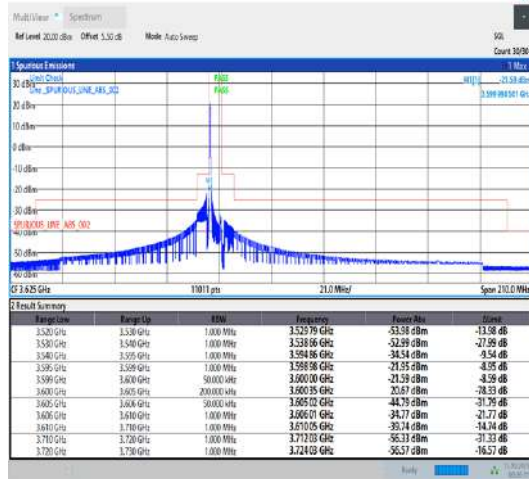 MultiView Spectrum
Ref Level 20.00 dBm Offset 5.50 dB Mode Auto Sweep
SGL
Count 30/30
1 Spurious Emissions
1 Max
Limit Check PASS
Line _SPURIOUS_LINE_ABS_002 PASS
M1[1] -21.59 dBm
30 dBm
20 dBm
10 dBm
0 dBm
-10 dBm
-20 dBm
-30 dBm
SPURIOUS_LINE_ABS_002
-50 dBm
CF 3.625 GHz 11011 pts 21.0 MHz/ Span 210.0 MHz
2 Result Summary
Range Low Range Up RBW Frequency Power Abs ΔLimit
3.520 GHz 3.530 GHz 1.000 MHz 3.52979 GHz -53.98 dBm -13.98 dB
3.530 GHz 3.540 GHz 1.000 MHz 3.53866 GHz -52.99 dBm -27.99 dB
3.540 GHz 3.595 GHz 1.000 MHz 3.59486 GHz -34.54 dBm -9.54 dB
3.595 GHz 3.599 GHz 1.000 MHz 3.59898 GHz -21.95 dBm -8.95 dB
3.599 GHz 3.600 GHz 50.000 kHz 3.60000 GHz -21.59 dBm -8.59 dB
3.600 GHz 3.605 GHz 200.000 kHz 3.60035 GHz 20.67 dBm -78.33 dB
3.605 GHz 3.606 GHz 50.000 kHz 3.60502 GHz -44.79 dBm -31.79 dB
3.606 GHz 3.610 GHz 1.000 MHz 3.60601 GHz -34.77 dBm -21.77 dB
3.610 GHz 3.710 GHz 1.000 MHz 3.61005 GHz -39.74 dBm -14.74 dB
3.710 GHz 3.720 GHz 1.000 MHz 3.71203 GHz -56.33 dBm -31.33 dB
3.720 GHz 3.730 GHz 1.000 MHz 3.72403 GHz -56.57 dBm -16.57 dB
Ready